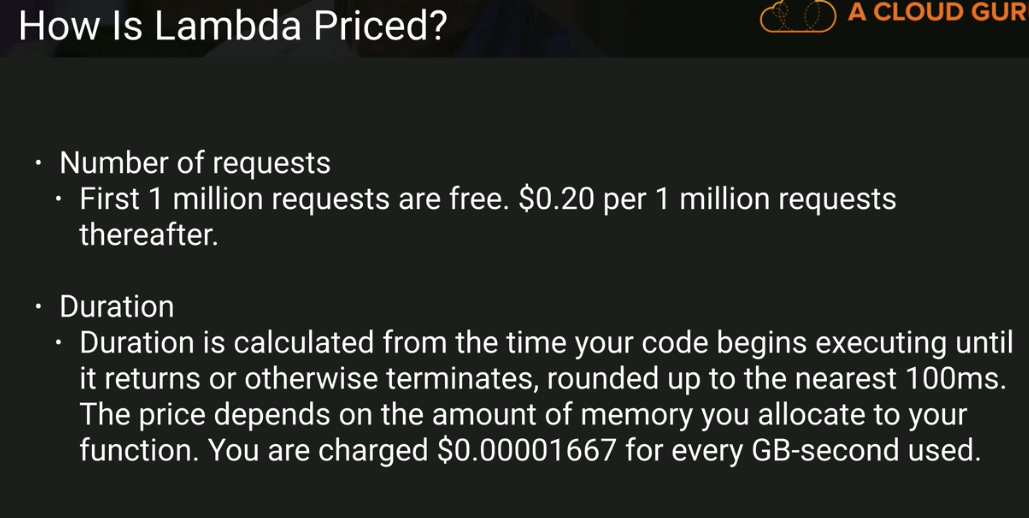 How Is Lambda Priced?
A CLOUD GUR
· Number of requests
· First 1 million requests are free. $0.20 per 1 million requests
thereafter.
· Duration
· Duration is calculated from the time your code begins executing until
it returns or otherwise terminates, rounded up to the nearest 100ms.
The price depends on the amount of memory you allocate to your
function. You are charged $0.00001667 for every GB-second used.